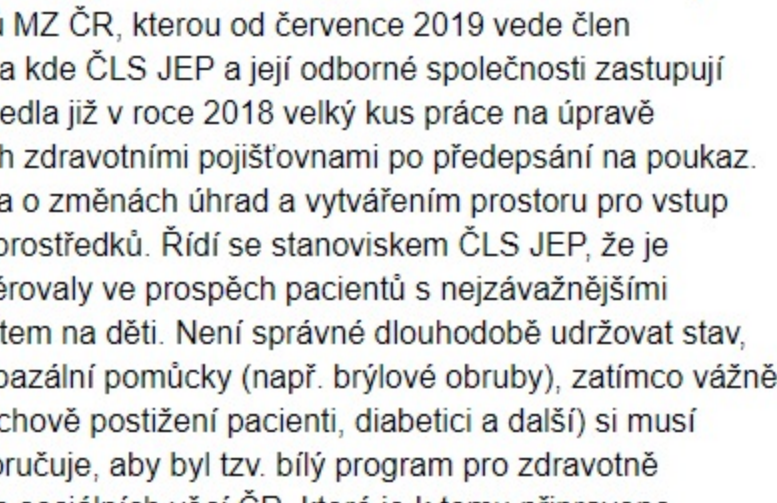 MZ ČR, kterou od července 2019 vede člen
a kde ČLS JEP a její odborné společnosti zastupují
edla již v roce 2018 velký kus práce na úpravě
h zdravotními pojišťovnami po předepsání na poukaz.
a o změnách úhrad a vytvářením prostoru pro vstup
prostředků. Řídí se stanoviskem ČLS JEP, že je
ěrovaly ve prospěch pacientů s nejzávažnějšími
tem na děti. Není správné dlouhodobě udržovat stav,
bazální pomůcky (např. brýlové obruby), zatímco vážně
chově postižení pacienti, diabetici a další) si musí
oručuje, aby byl tzv. bílý program pro zdravotně